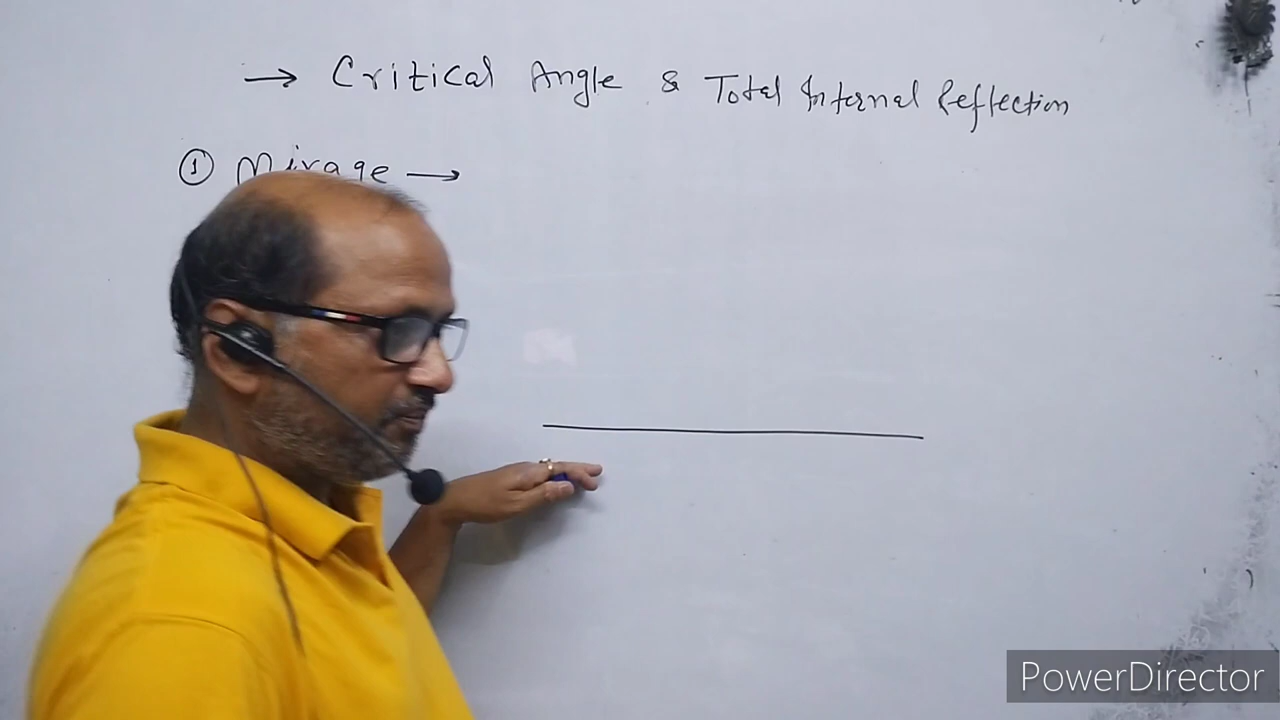 → Critical Angle & Total Internal Reflection
① Mirage →
PowerDirector